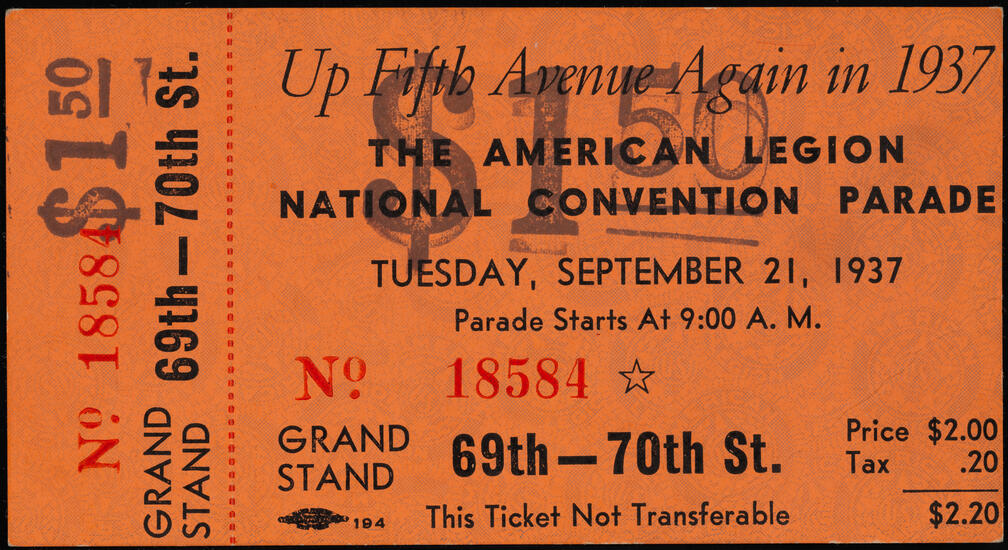 $1 50
Nº 18584
GRAND STAND 69th—70th St.
Up Fifth Avenue Again in 1937
$1 50
THE AMERICAN LEGION
NATIONAL CONVENTION PARADE
TUESDAY, SEPTEMBER 21, 1937
Parade Starts At 9:00 A. M.
Nº 18584 ☆
GRAND STAND
69th—70th St.
Price $2.00
Tax .20
$2.20
194
This Ticket Not Transferable